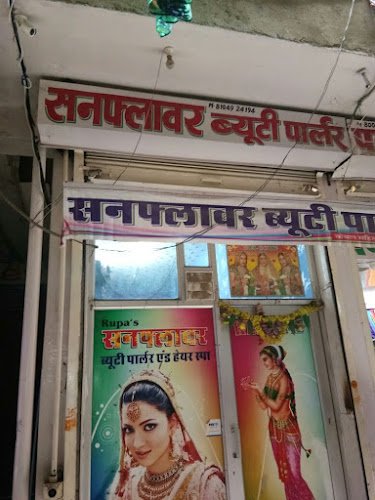 M 81049 24194
सनफ्लावर ब्युटी पार्लर
सनफ्लावर ब्युटी पा
Rupa's
सनफ्लावर
ब्युटी पार्लर एंड हेयर स्पा